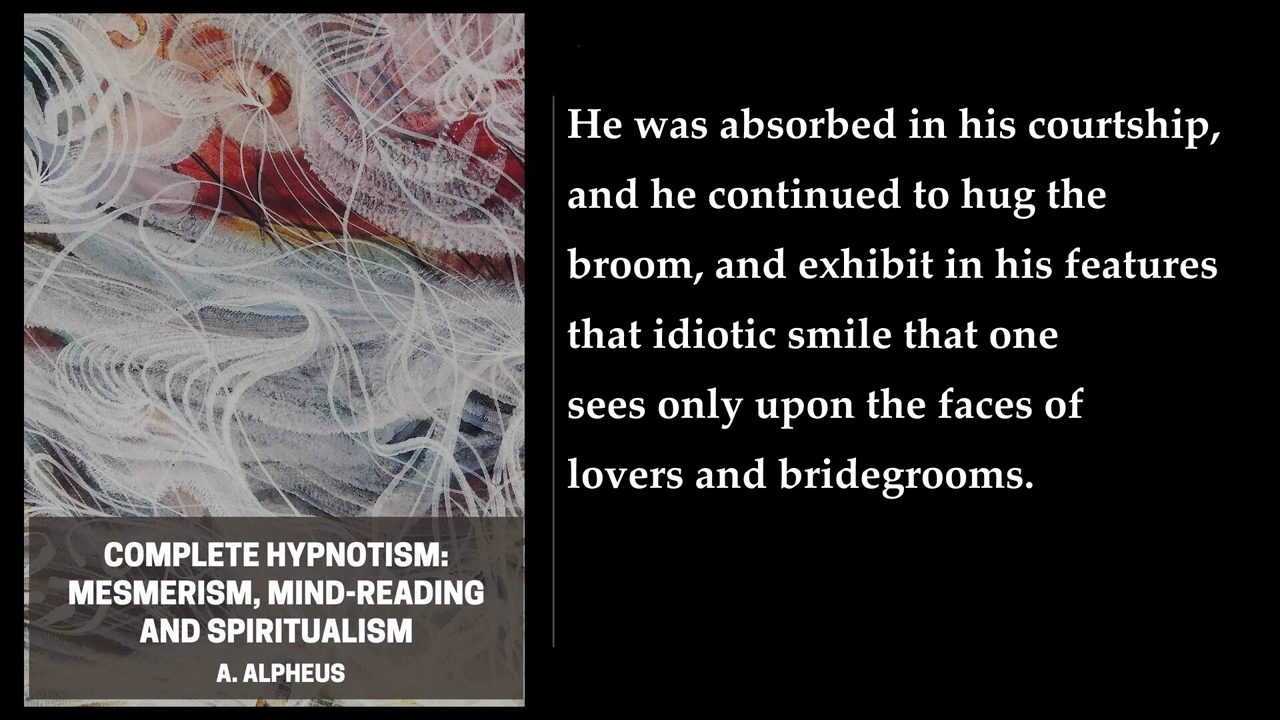 He was absorbed in his courtship,
and he continued to hug the
broom, and exhibit in his features
that idiotic smile that one
sees only upon the faces of
lovers and bridegrooms.
COMPLETE HYPNOTISM:
MESMERISM, MIND-READING
AND SPIRITUALISM
A. ALPHEUS